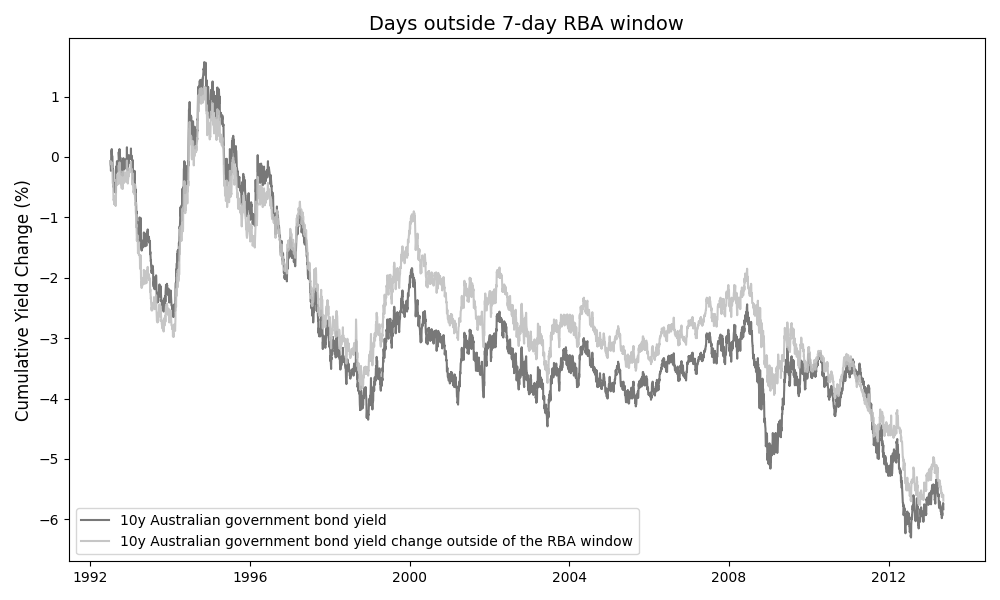 Days outside 7-day RBA window
Cumulative Yield Change (%)
1
0
−1
−2
−3
−4
−5
−6
10y Australian government bond yield
10y Australian government bond yield change outside of the RBA window
1992 1996 2000 2004 2008 2012